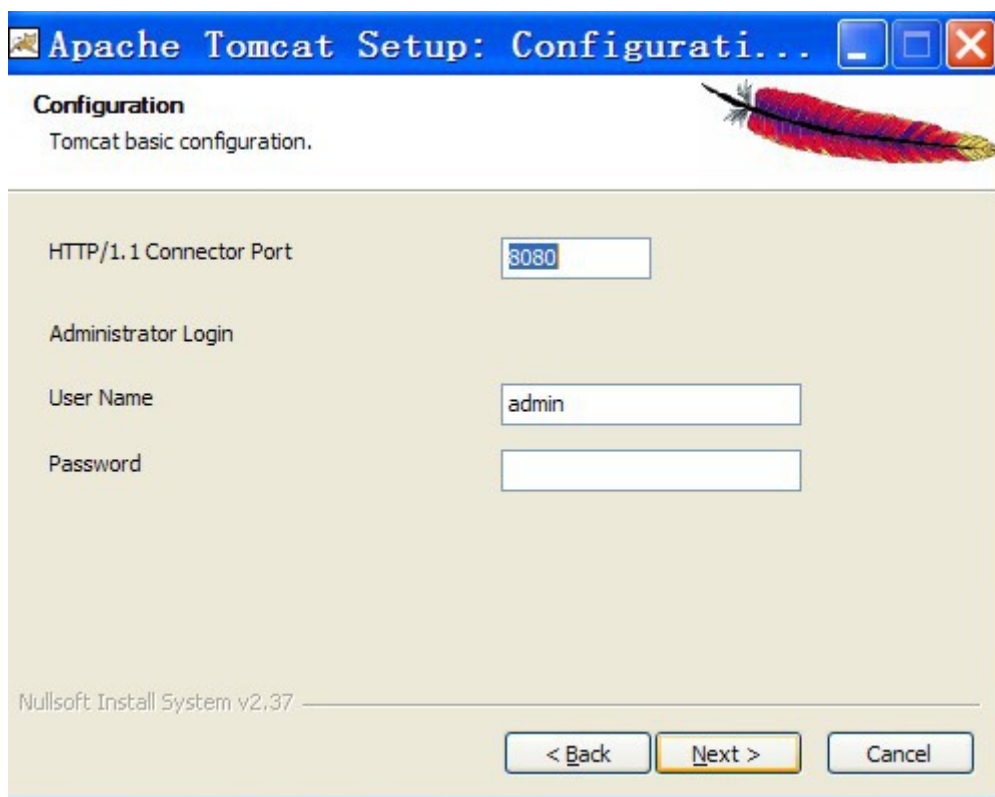 Apache Tomcat Setup: Configurati...
Configuration
Tomcat basic configuration.
HTTP/1.1 Connector Port
8080
Administrator Login
User Name
admin
Password
Nullsoft Install System v2.37
< Back
Next >
Cancel